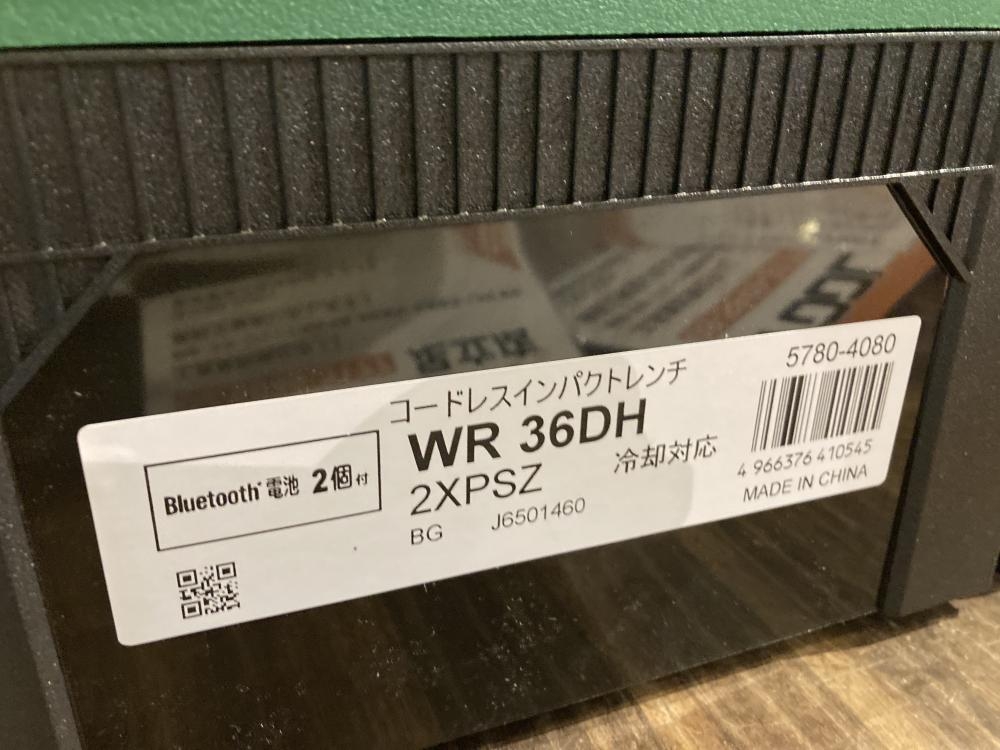 5780-4080
コードレスインパクトレンチ
WR 36DH
冷却対応
2XPSZ
BG J6501460
Bluetooth 電池 2個付
4 966376 410545
MADE IN CHINA